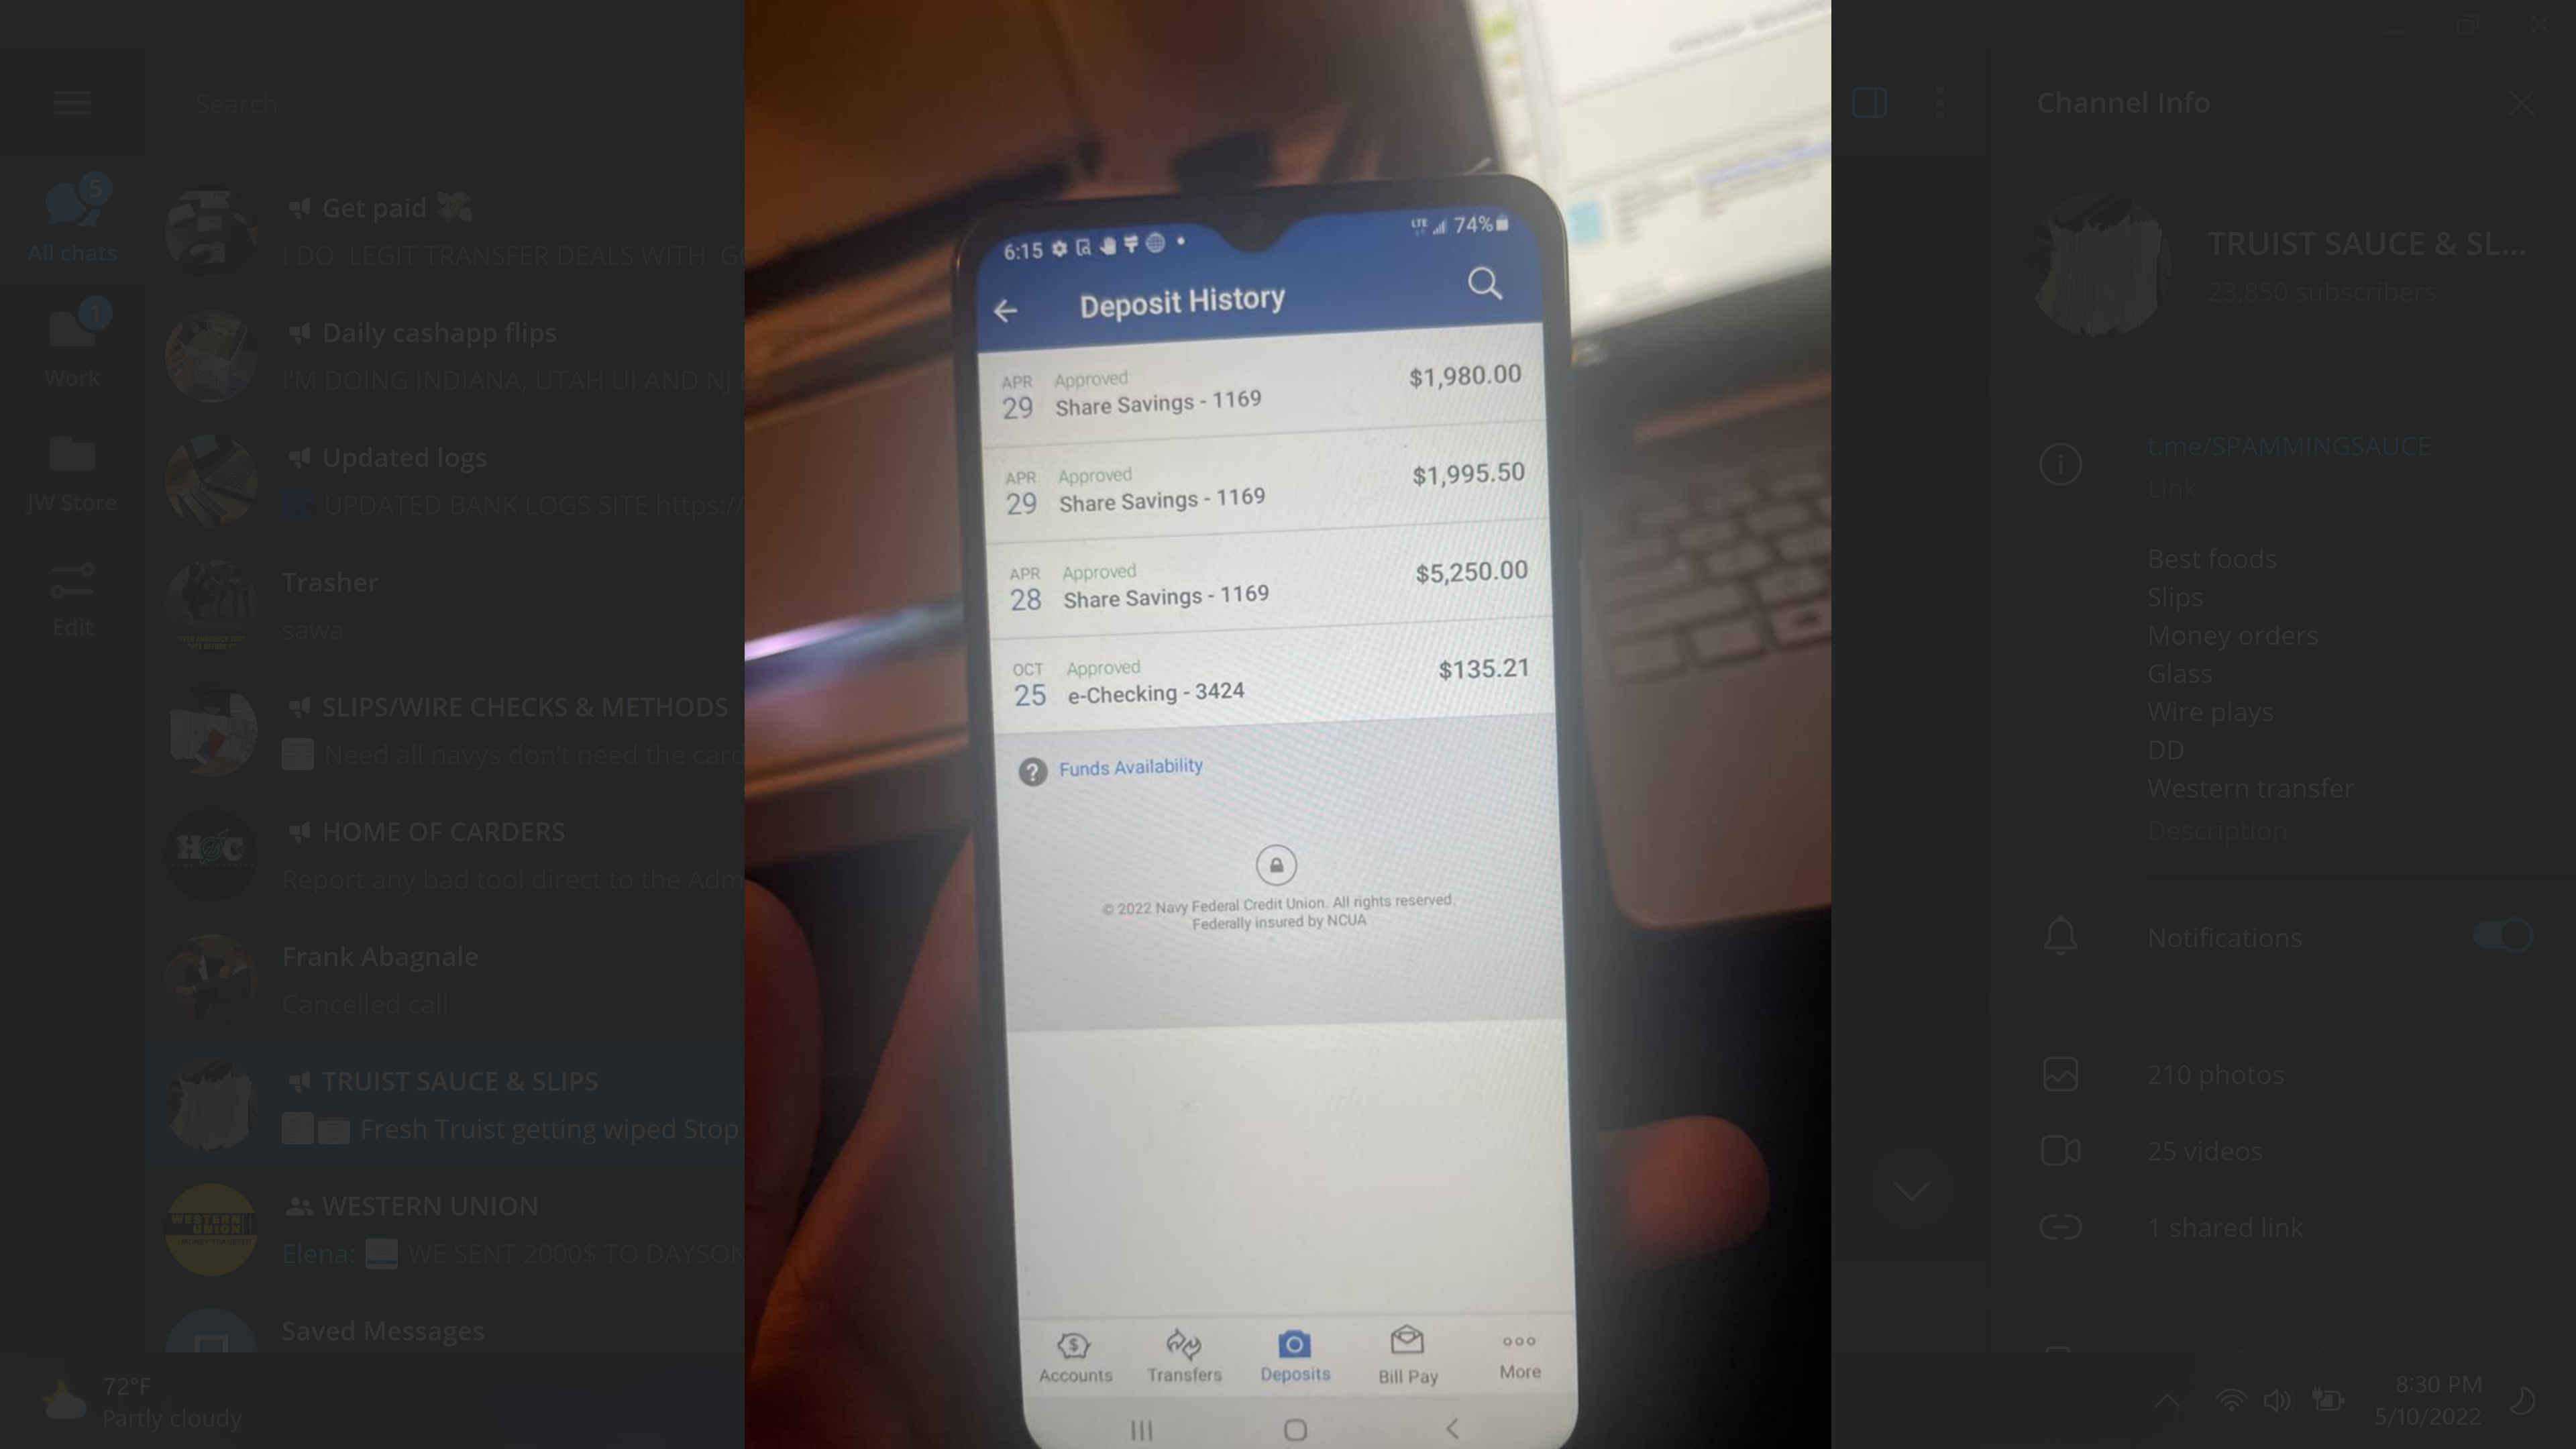 Search
5
All chats
1
Work
JW Store
Edit
Get paid
I DO LEGIT TRANSFER DEALS WITH
Daily cashapp flips
I'M DOING INDIANA, UTAH UI AND NJ
Updated logs
UPDATED BANK LOGS SITE https://
Trasher
sawa
SLIPS/WIRE CHECKS & METHODS
Need all navys don't need the card
HOME OF CARDERS
HOC
Report any bad tool direct to the Adm
Frank Abagnale
Cancelled call
TRUIST SAUCE & SLIPS
Fresh Truist getting wiped Stop
WESTERN UNION
WESTERN
UNION
MONEY TRANSFER
Elena: WE SENT 2000$ TO DAYSON
Saved Messages
72°F
Partly cloudy
6:15
LTE 74%
Deposit History
APR 29 Approved
Share Savings - 1169 $1,980.00
APR 29 Approved
Share Savings - 1169 $1,995.50
APR 28 Approved
Share Savings - 1169 $5,250.00
OCT 25 Approved
e-Checking - 3424 $135.21
? Funds Availability
© 2022 Navy Federal Credit Union. All rights reserved.
Federally insured by NCUA
Accounts Transfers Deposits Bill Pay More
Channel Info
TRUIST SAUCE & SL...
23,850 subscribers
t.me/SPAMMINGSAUCE
Link
Best foods
Slips
Money orders
Glass
Wire plays
DD
Western transfer
Description
Notifications
210 photos
25 videos
1 shared link
8:30 PM
5/10/2022